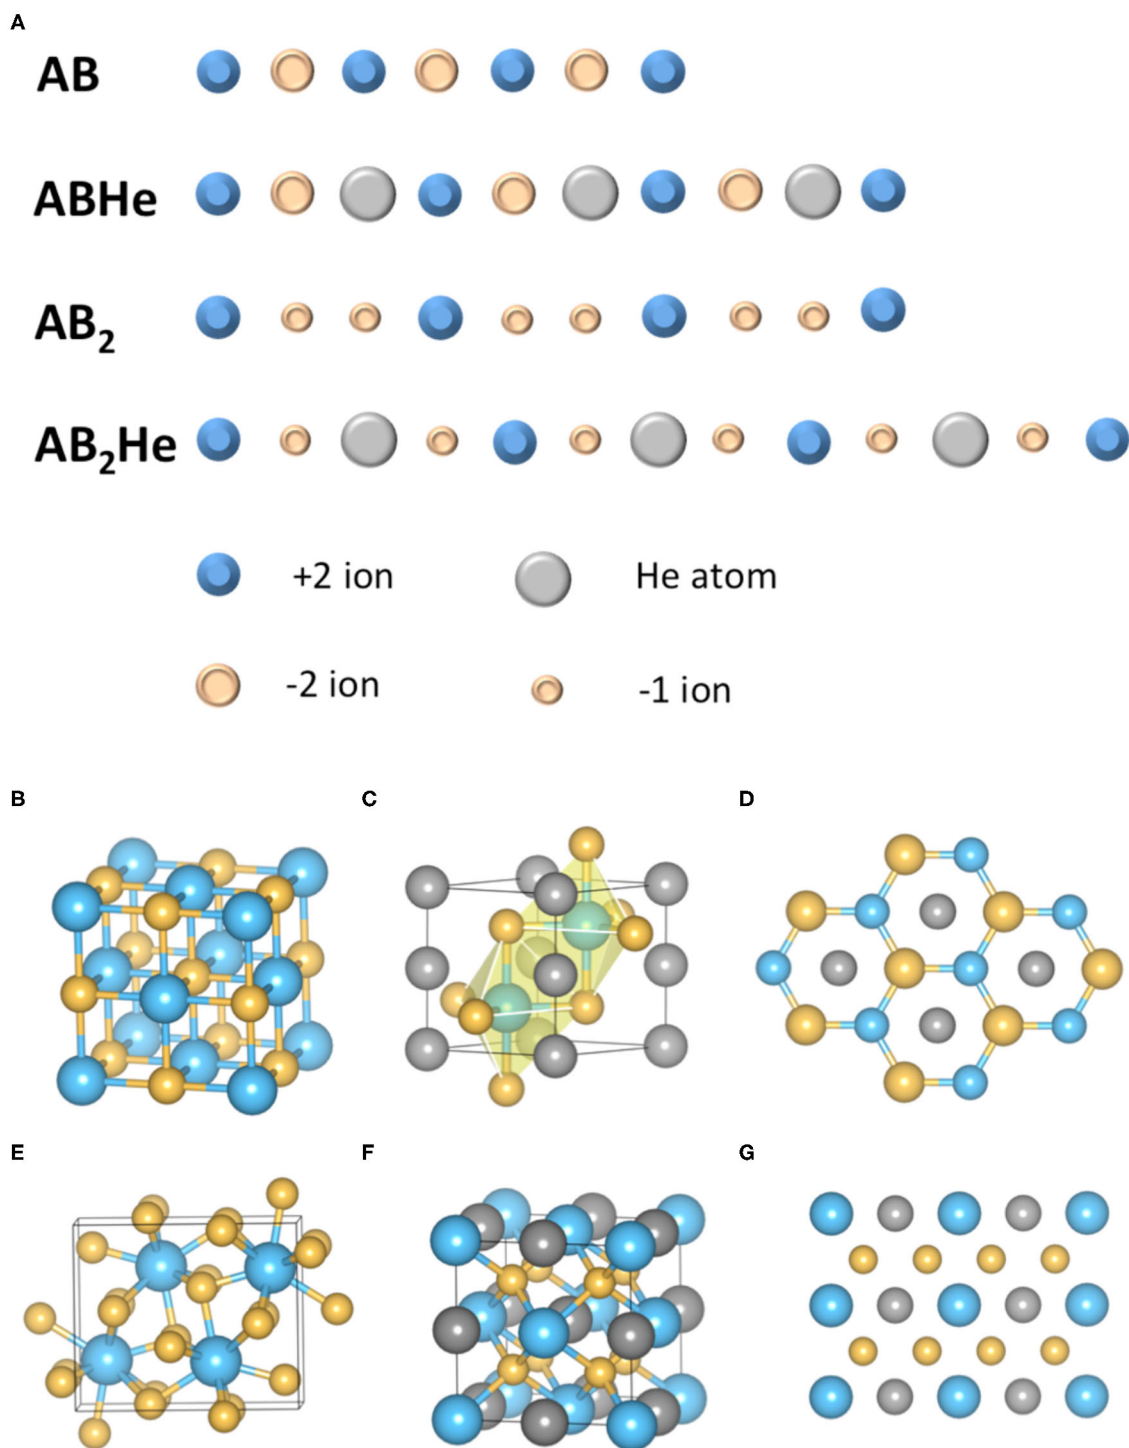 A
AB
ABHe
AB₂
AB₂He
+2 ion He atom
-2 ion -1 ion
B C D
E F G